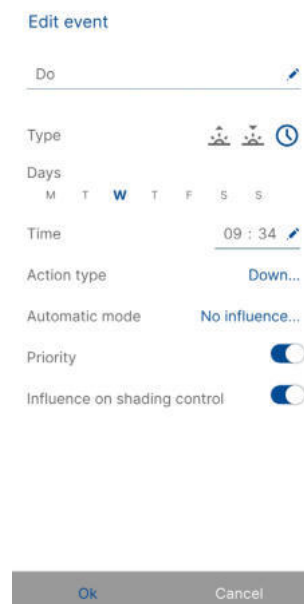 Edit event
Do
Type
Days
M T W T F S S
Time 09 : 34
Action type Down...
Automatic mode No influence...
Priority
Influence on shading control
Ok Cancel